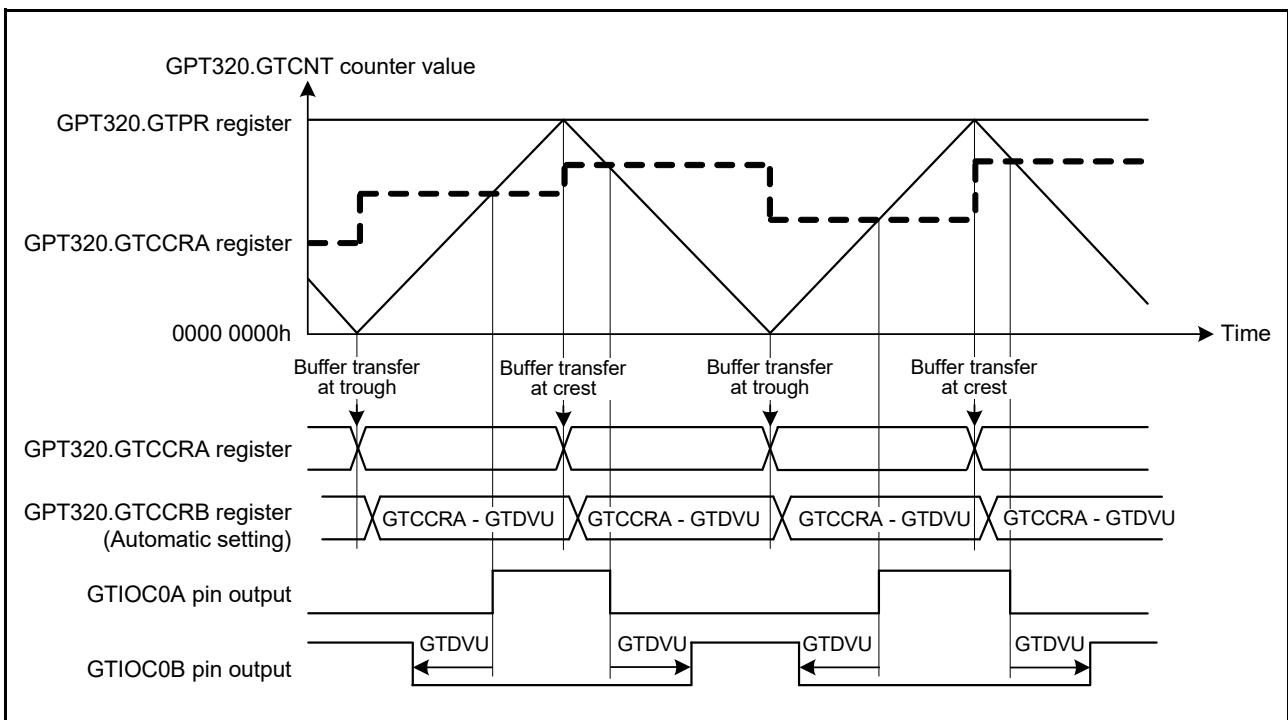 GPT320.GTCNT counter value
GPT320.GTPR register
GPT320.GTCCRA register
0000 0000h
Time
Buffer transfer
at trough
Buffer transfer
at crest
Buffer transfer
at trough
Buffer transfer
at crest
GPT320.GTCCRA register
GPT320.GTCCRB register
(Automatic setting)
GTCCRA - GTDVU
GTCCRA - GTDVU
GTCCRA - GTDVU
GTCCRA - GTDVU
GTIOC0A pin output
GTIOC0B pin output
GTDVU
GTDVU
GTDVU
GTDVU